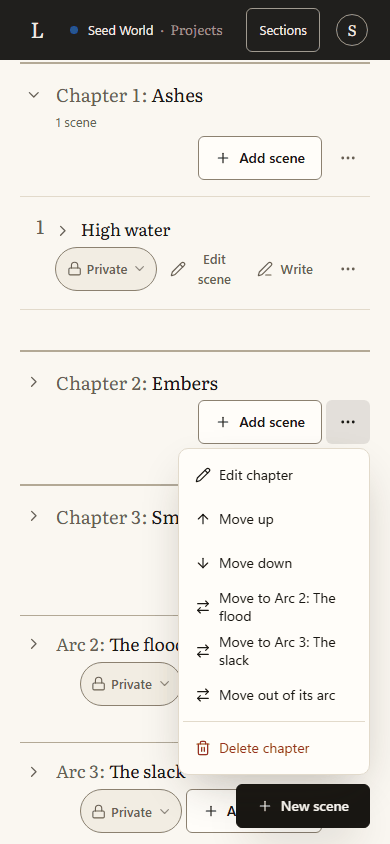 L
Seed World · Projects
Sections
S
Chapter 1: Ashes
1 scene
Add scene
1
High water
Private
Edit
scene
Write
Chapter 2: Embers
Add scene
Edit chapter
Move up
Move down
Move to Arc 2: The
flood
Move to Arc 3: The
slack
Move out of its arc
Delete chapter
Chapter 3: Sm
Arc 2: The flood
Private
Arc 3: The slack
Private
A
New scene